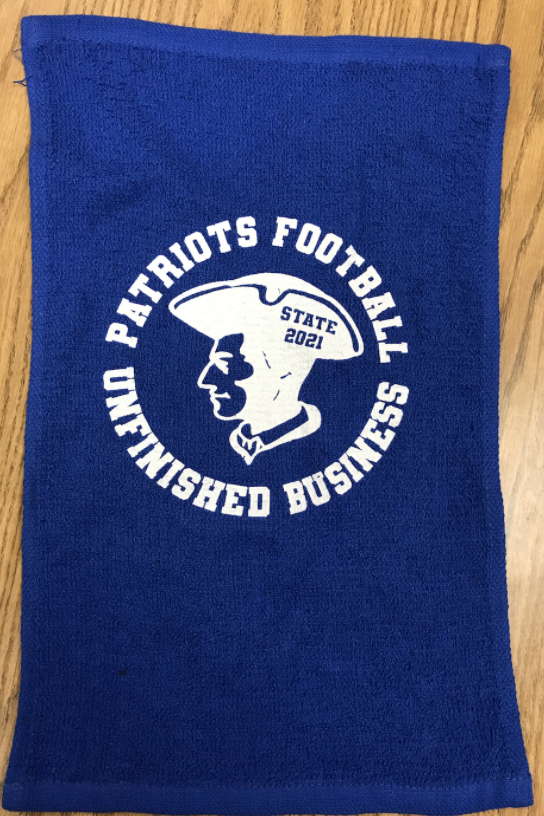 PATRIOTS FOOTBALL
STATE
2021
UNFINISHED BUSINESS